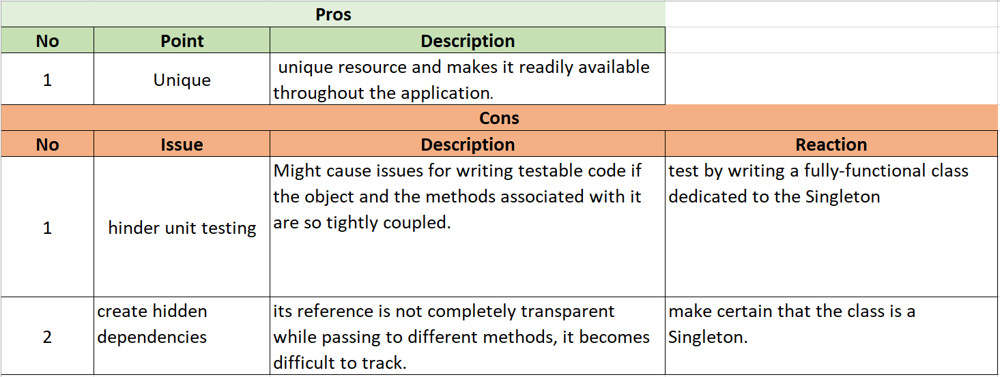 Pros
No Point Description
1 Unique unique resource and makes it readily available
throughout the application.
Cons
No Issue Description Reaction
1 hinder unit testing
Might cause issues for writing testable code if
the object and the methods associated with it
are so tightly coupled.
test by writing a fully-functional class
dedicated to the Singleton
2
create hidden
dependencies
its reference is not completely transparent
while passing to different methods, it becomes
difficult to track.
make certain that the class is a
Singleton.